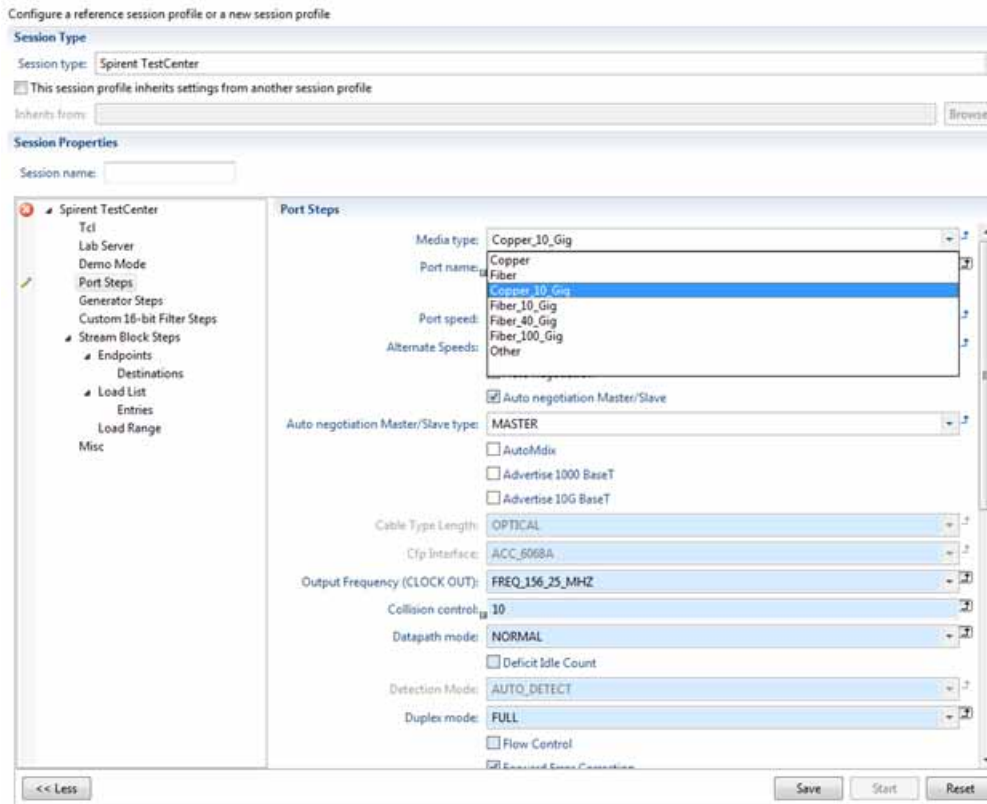 Configure a reference session profile or a new session profile
Session Type
Session type: Spirent TestCenter
This session profile inherits settings from another session profile
Inherits from: Browse
Session Properties
Session name:
Spirent TestCenter
Tcl
Lab Server
Demo Mode
Port Steps
Generator Steps
Custom 16-bit Filter Steps
Stream Block Steps
Endpoints
Destinations
Load List
Entries
Load Range
Misc
Port Steps
Media type: Copper_10_Gig
Port name:
Copper
Fiber
Copper_10_Gig
Fiber_10_Gig
Fiber_40_Gig
Fiber_100_Gig
Other
Port speed:
Alternate Speeds:
Auto negotiation Master/Slave
Auto negotiation Master/Slave type: MASTER
AutoMdix
Advertise 1000 BaseT
Advertise 10G BaseT
Cable Type Length: OPTICAL
Cfp Interface: ACC_6068A
Output Frequency (CLOCK OUT): FREQ_156_25_MHZ
Collision control: 10
Datapath mode: NORMAL
Deficit Idle Count
Detection Mode: AUTO_DETECT
Duplex mode: FULL
Flow Control
Forward Error Correction
<< Less Save Start Reset